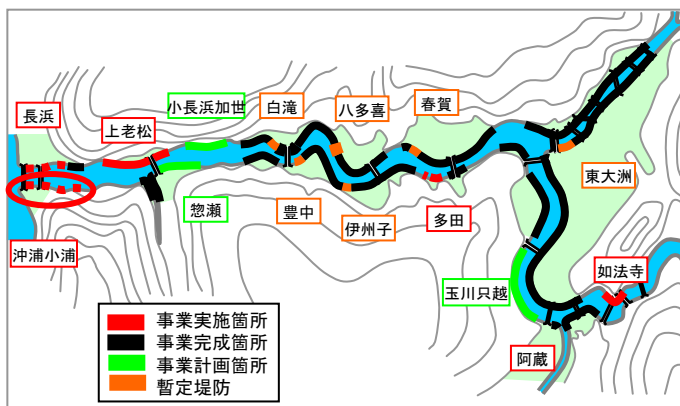 長浜
上老松
小長浜加世
白滝
八多喜
春賀
東大洲
沖浦小浦
惣瀬
豊中
伊州子
多田
玉川只越
如法寺
阿蔵
事業実施箇所
事業完成箇所
事業計画箇所
暫定堤防